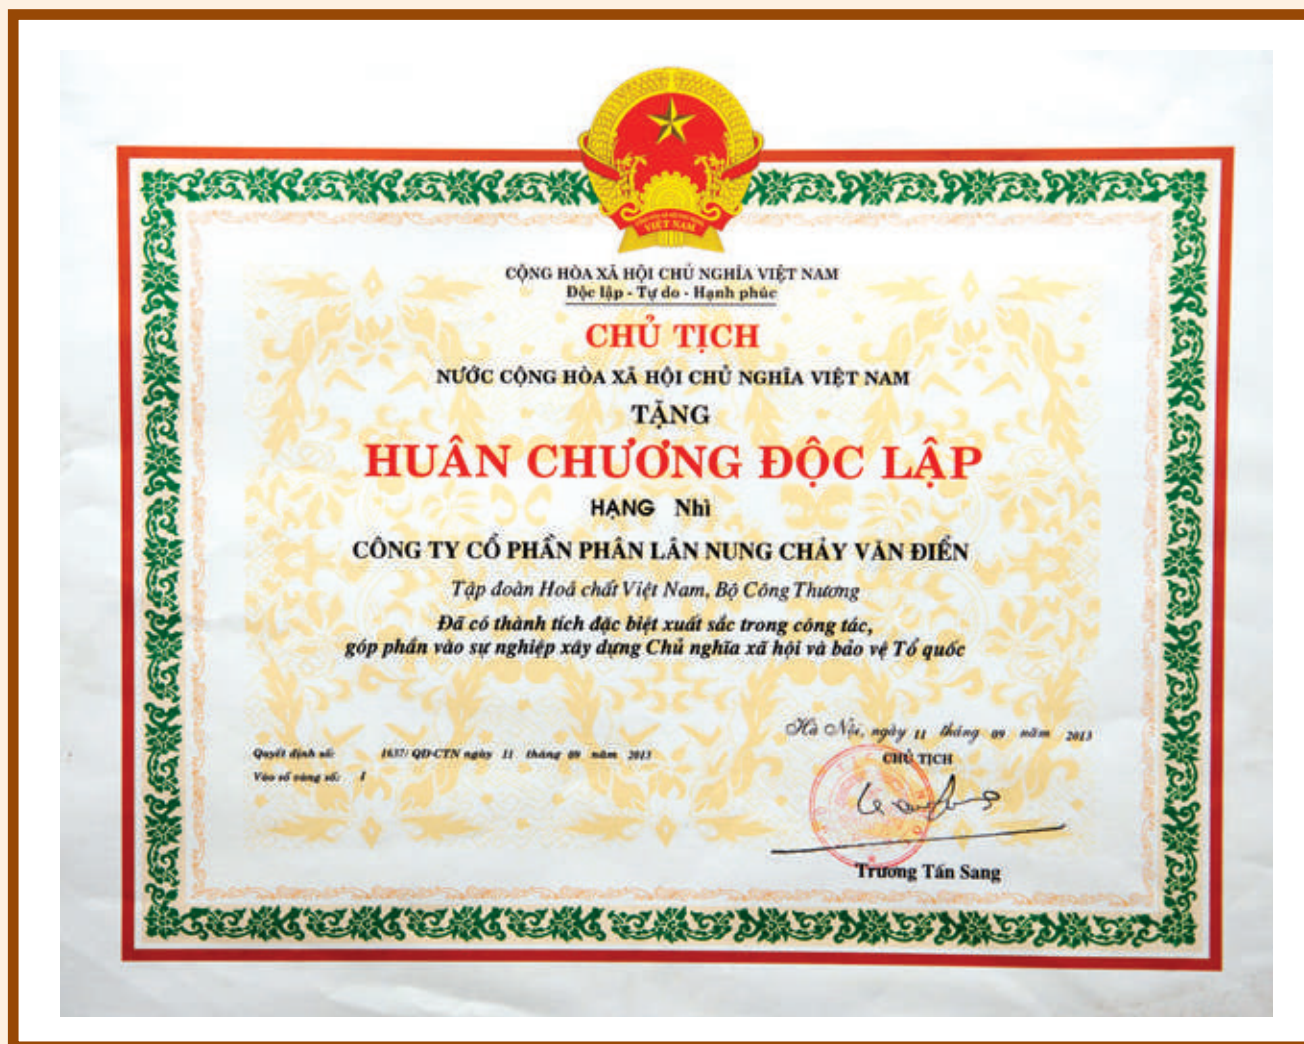 VIỆT NAM
CỘNG HÒA XÃ HỘI CHỦ NGHĨA VIỆT NAM
Độc lập - Tự do - Hạnh phúc
CHỦ TỊCH
NƯỚC CỘNG HÒA XÃ HỘI CHỦ NGHĨA VIỆT NAM
TẶNG
HUÂN CHƯƠNG ĐỘC LẬP
HẠNG Nhì
CÔNG TY CỔ PHẦN PHÂN LÂN NUNG CHẢY VĂN ĐIỂN
Tập đoàn Hoá chất Việt Nam, Bộ Công Thương
Đã có thành tích đặc biệt xuất sắc trong công tác,
góp phần vào sự nghiệp xây dựng Chủ nghĩa xã hội và bảo vệ Tổ quốc
Hà Nội, ngày 11 tháng 09 năm 2013
Quyết định số: 1637/ QĐ-CTN ngày 11 tháng 09 năm 2013
CHỦ TỊCH
Vào sổ vàng số: 1
Trương Tấn Sang